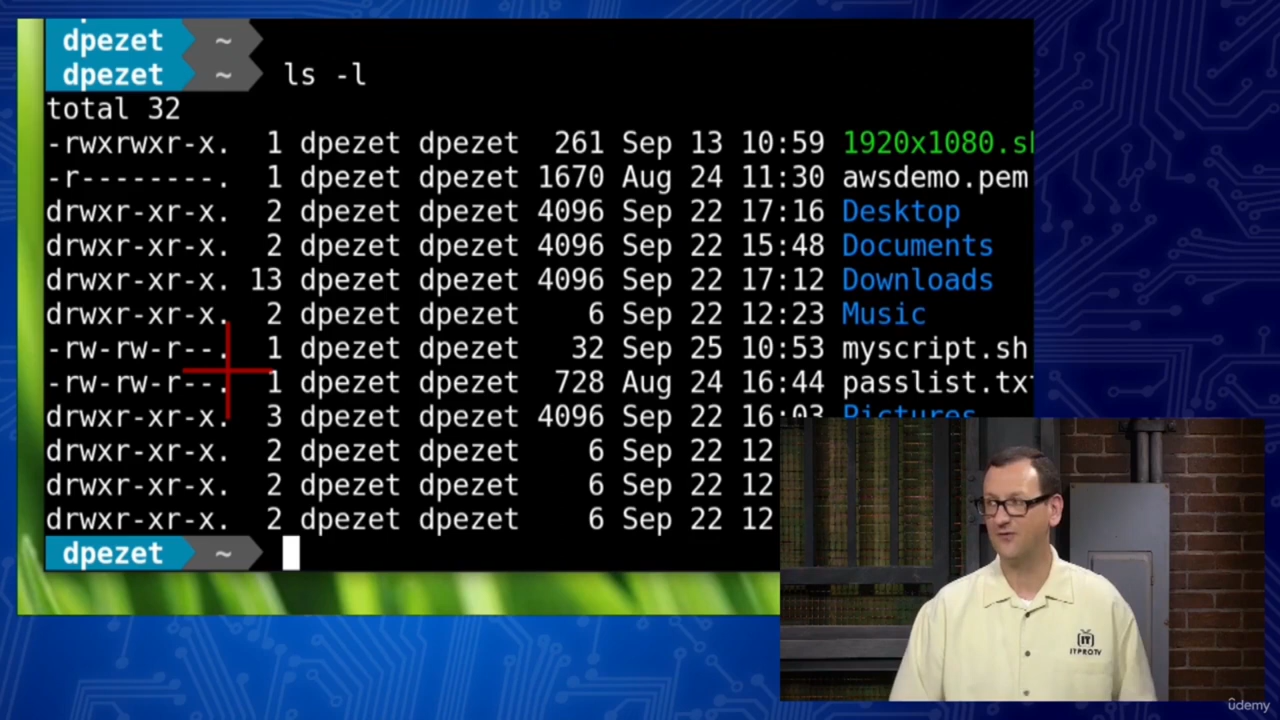 dpezet ~
dpezet ~ ls -l
total 32
-rwxrwxr-x. 1 dpezet dpezet 261 Sep 13 10:59 1920x1080.sh
-r--------. 1 dpezet dpezet 1670 Aug 24 11:30 awsdemo.pem
drwxr-xr-x. 2 dpezet dpezet 4096 Sep 22 17:16 Desktop
drwxr-xr-x. 2 dpezet dpezet 4096 Sep 22 15:48 Documents
drwxr-xr-x. 13 dpezet dpezet 4096 Sep 22 17:12 Downloads
drwxr-xr-x. 2 dpezet dpezet 6 Sep 22 12:23 Music
-rw-rw-r--. 1 dpezet dpezet 32 Sep 25 10:53 myscript.sh
-rw-rw-r--. 1 dpezet dpezet 728 Aug 24 16:44 passlist.txt
drwxr-xr-x. 3 dpezet dpezet 4096 Sep 22 16:03 Pictures
drwxr-xr-x. 2 dpezet dpezet 6 Sep 22 12
drwxr-xr-x. 2 dpezet dpezet 6 Sep 22 12
drwxr-xr-x. 2 dpezet dpezet 6 Sep 22 12
dpezet ~
(IT)
ITPROTV
ûdemy